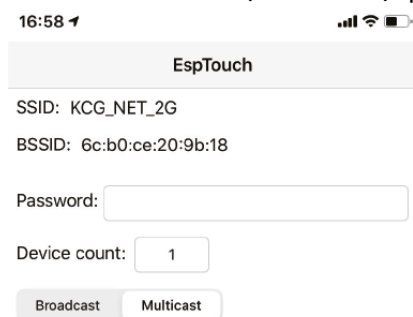 16:58
EspTouch
SSID: KCG_NET_2G
BSSID: 6c:b0:ce:20:9b:18
Password:
Device count: 1
Broadcast Multicast